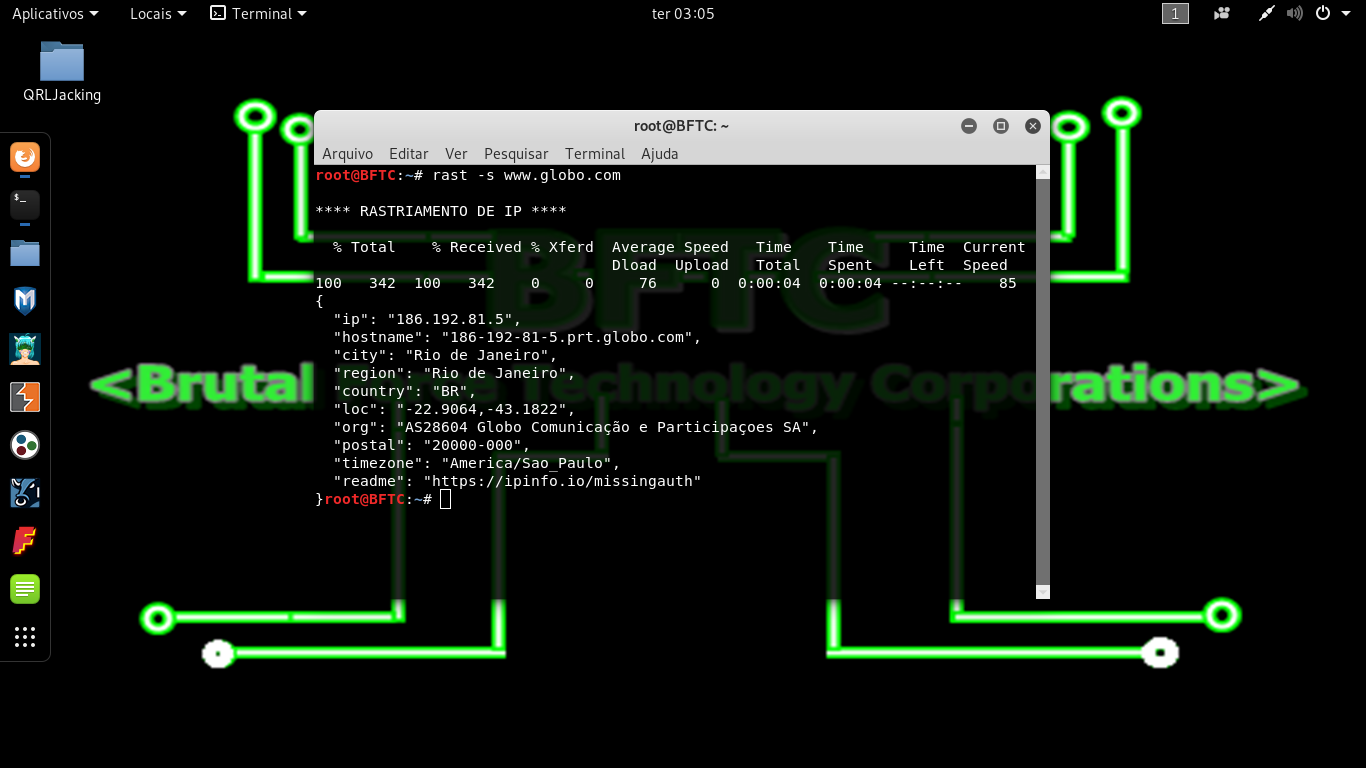 Aplicativos Locais Terminal ter 03:05 1
QRLJacking
root@BFTC: ~
Arquivo Editar Ver Pesquisar Terminal Ajuda
root@BFTC:~# rast -s www.globo.com
**** RASTRIAMENTO DE IP ****
% Total % Received % Xferd Average Speed Time Time Time Current
Dload Upload Total Spent Left Speed
100 342 100 342 0 0 76 0 0:00:04 0:00:04 --:--:-- 85
{
"ip": "186.192.81.5",
"hostname": "186-192-81-5.prt.globo.com",
"city": "Rio de Janeiro",
"region": "Rio de Janeiro",
"country": "BR",
"loc": "-22.9064,-43.1822",
"org": "AS28604 Globo Comunicação e Participaçoes SA",
"postal": "20000-000",
"timezone": "America/Sao_Paulo",
"readme": "https://ipinfo.io/missingauth"
}root@BFTC:~#
BFTC
<Brutal Technology Corporations>